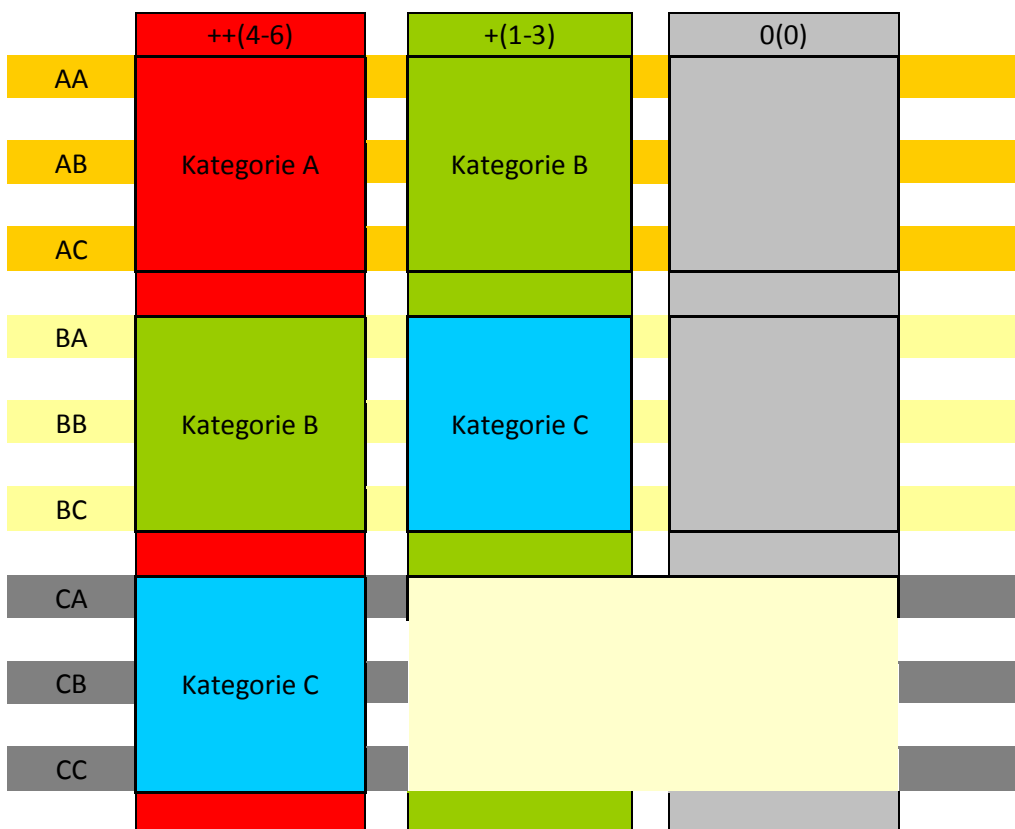 ++(4-6) +(1-3) 0(0)
AA
AB Kategorie A Kategorie B
AC
BA
BB Kategorie B Kategorie C
BC
CA
CB Kategorie C
CC